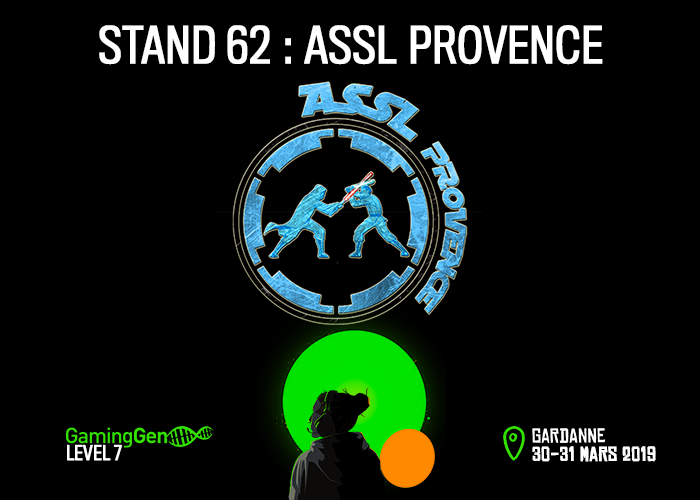 STAND 62 : ASSL PROVENCE
ASSL PROVENCE
GamingGen
LEVEL 7
GARDANNE
30-31 MARS 2019